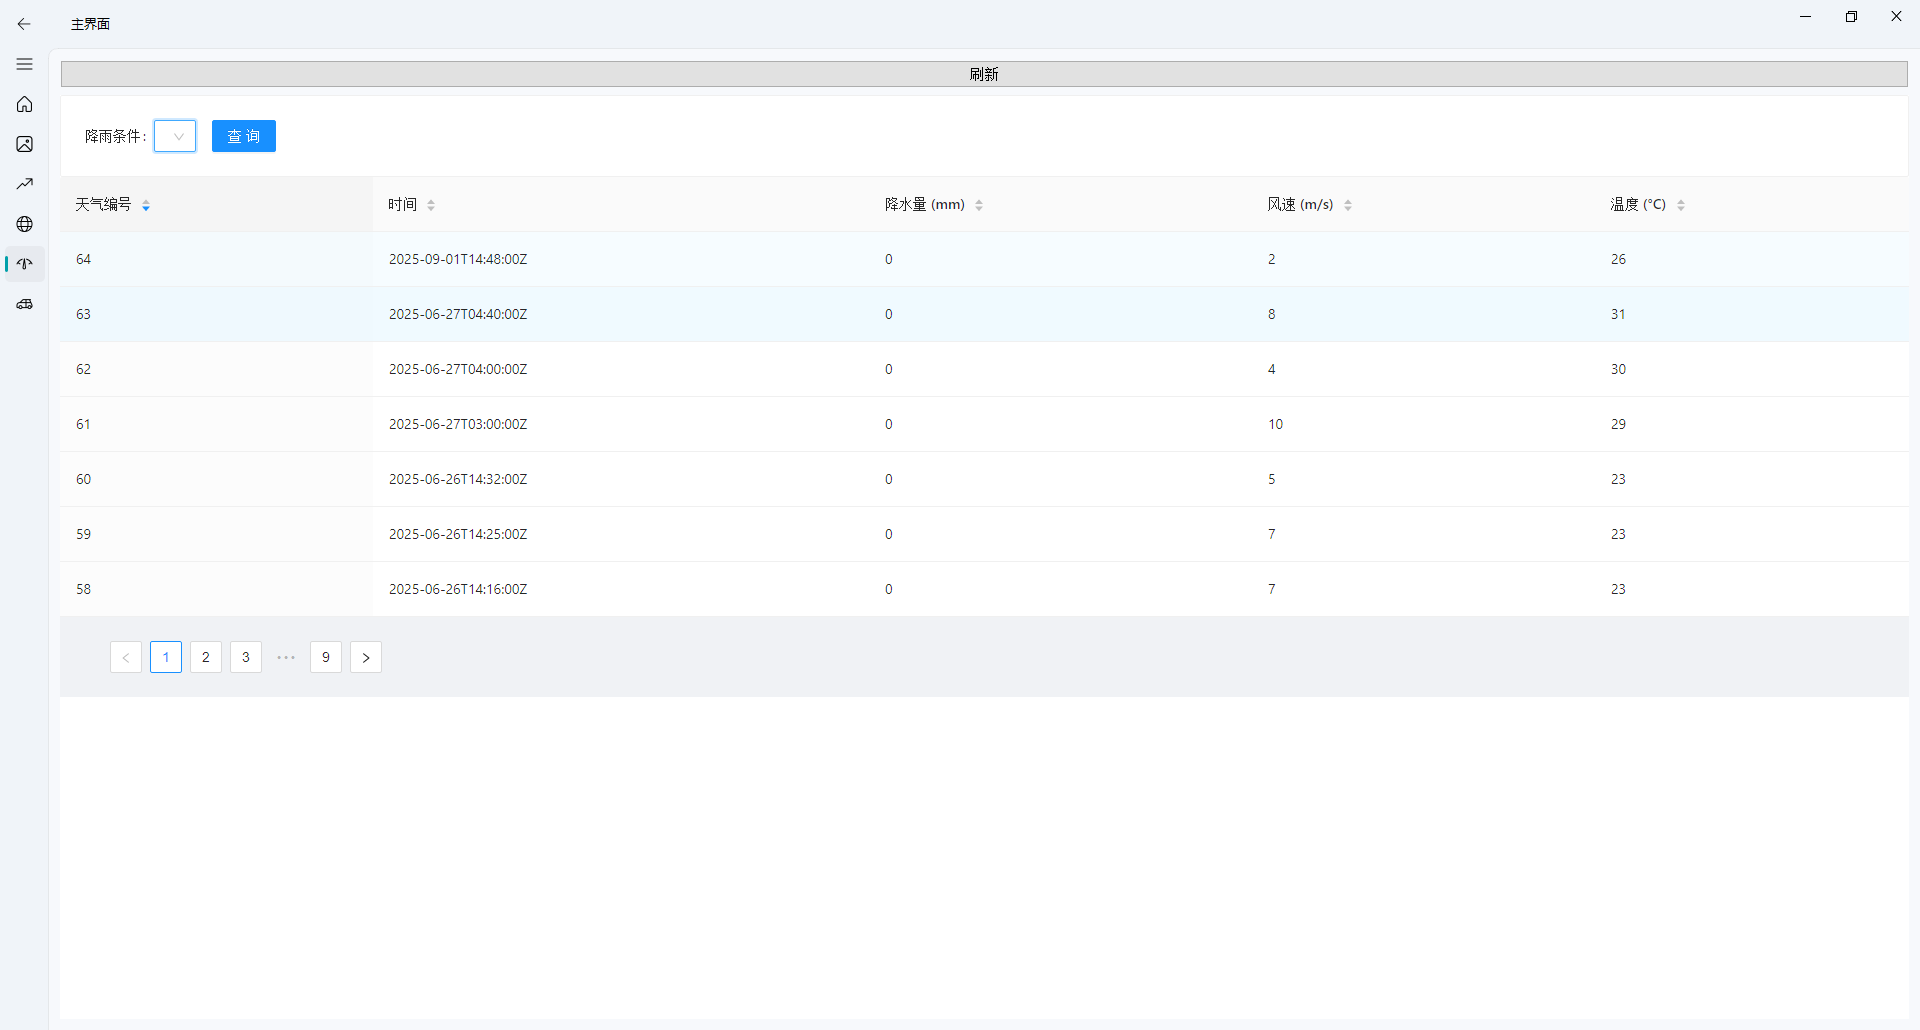 主界面
刷新
降雨条件: 查 询
天气编号 时间 降水量 (mm) 风速 (m/s) 温度 (°C)
64 2025-09-01T14:48:00Z 0 2 26
63 2025-06-27T04:40:00Z 0 8 31
62 2025-06-27T04:00:00Z 0 4 30
61 2025-06-27T03:00:00Z 0 10 29
60 2025-06-26T14:32:00Z 0 5 23
59 2025-06-26T14:25:00Z 0 7 23
58 2025-06-26T14:16:00Z 0 7 23
< 1 2 3 ••• 9 >